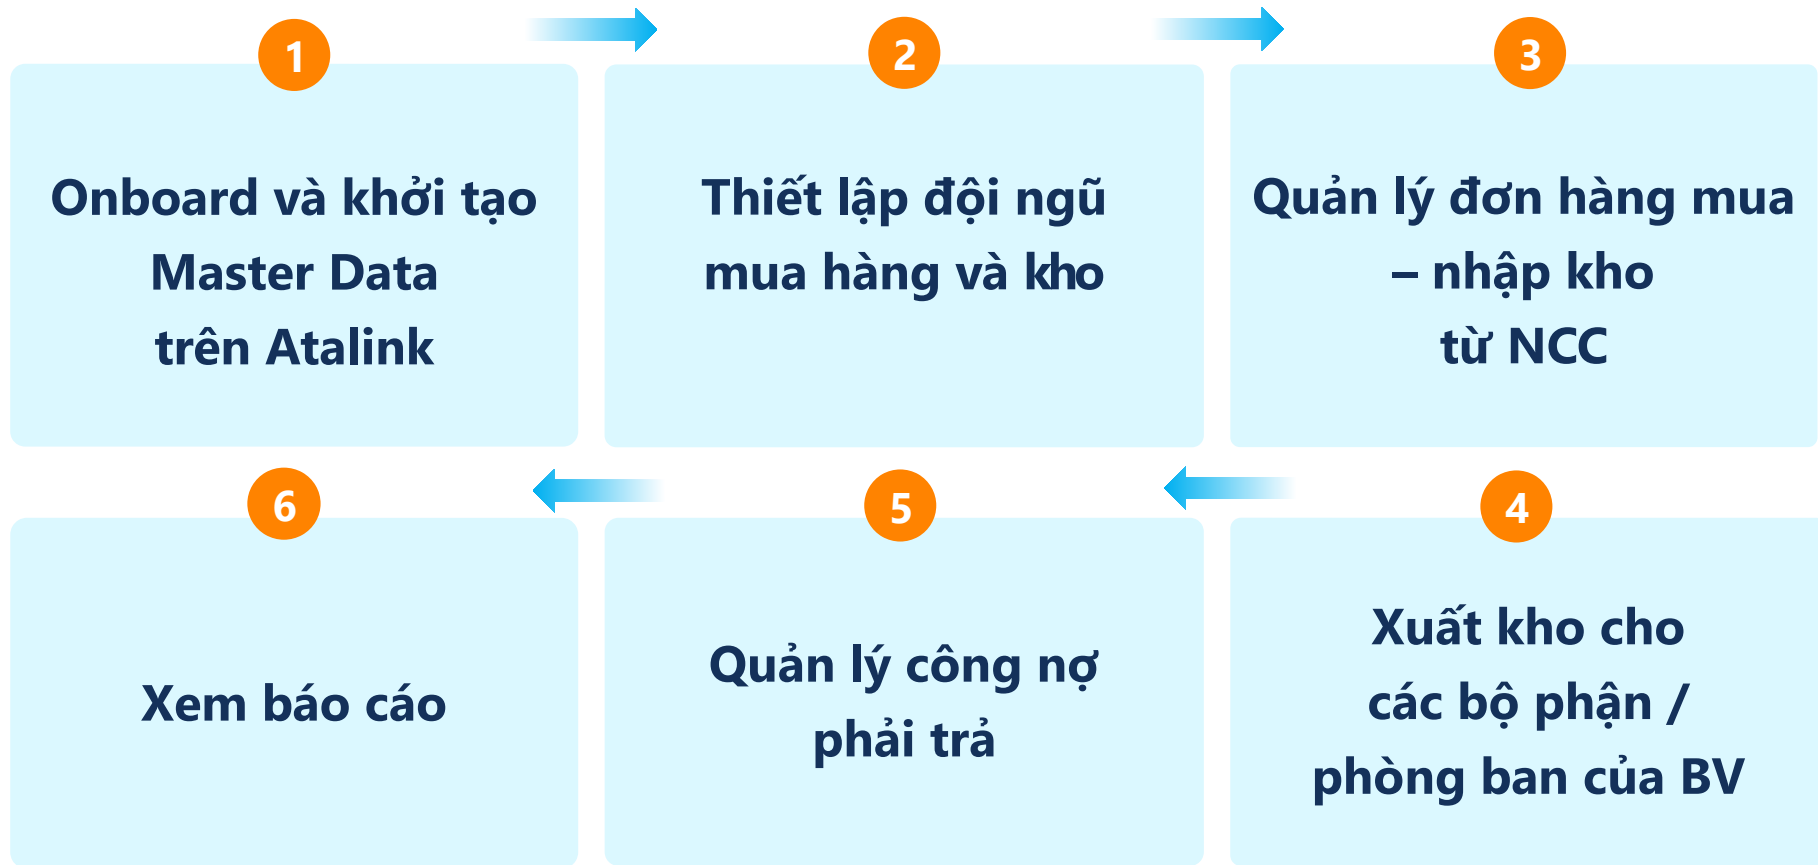 1
Onboard và khởi tạo
Master Data
trên Atalink
2
Thiết lập đội ngũ
mua hàng và kho
3
Quản lý đơn hàng mua
– nhập kho
từ NCC
4
Xuất kho cho
các bộ phận /
phòng ban của BV
5
Quản lý công nợ
phải trả
6
Xem báo cáo